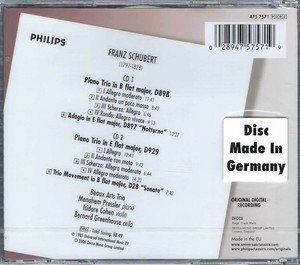 475 7571
PHILIPS
FRANZ SCHUBERT
(1797-1828)
0 28947 57571 9
CD 1
Piano Trio in B flat major, D898
I Allegro moderato
II Andante un poco mosso
III Scherzo: Allegro
IV Rondo: Allegro vivace
Adagio in E flat major, D897 "Notturno"
CD 2
Piano Trio in E flat major, D929
I Allegro
II Andante con moto
III Scherzo: Allegro moderato
IV Allegro moderato
Trio Movement in B flat major, D28 "Sonata"
Disc
Made In
Germany
Beaux Arts Trio
Menahem Pressler piano
Isidore Cohen violin
Bernard Greenhouse cello
ORIGINAL DIGITAL
RECORDING
Made in the EU